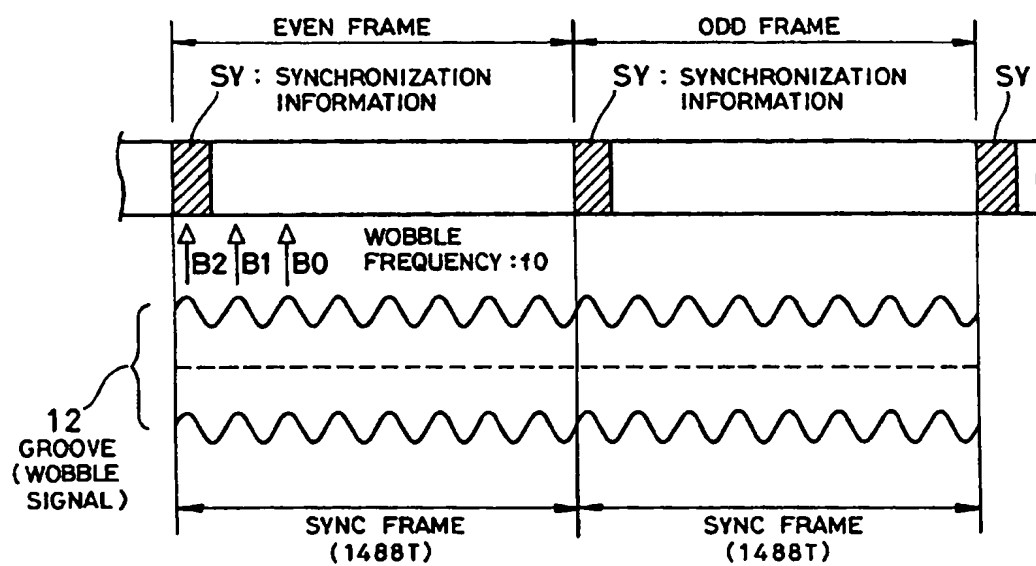 EVEN FRAME
ODD FRAME
SY : SYNCHRONIZATION
INFORMATION
SY : SYNCHRONIZATION
INFORMATION
SY
B2
B1
B0
WOBBLE
FREQUENCY : f0
12
GROOVE
(WOBBLE
SIGNAL)
SYNC FRAME
(1488T)
SYNC FRAME
(1488T)